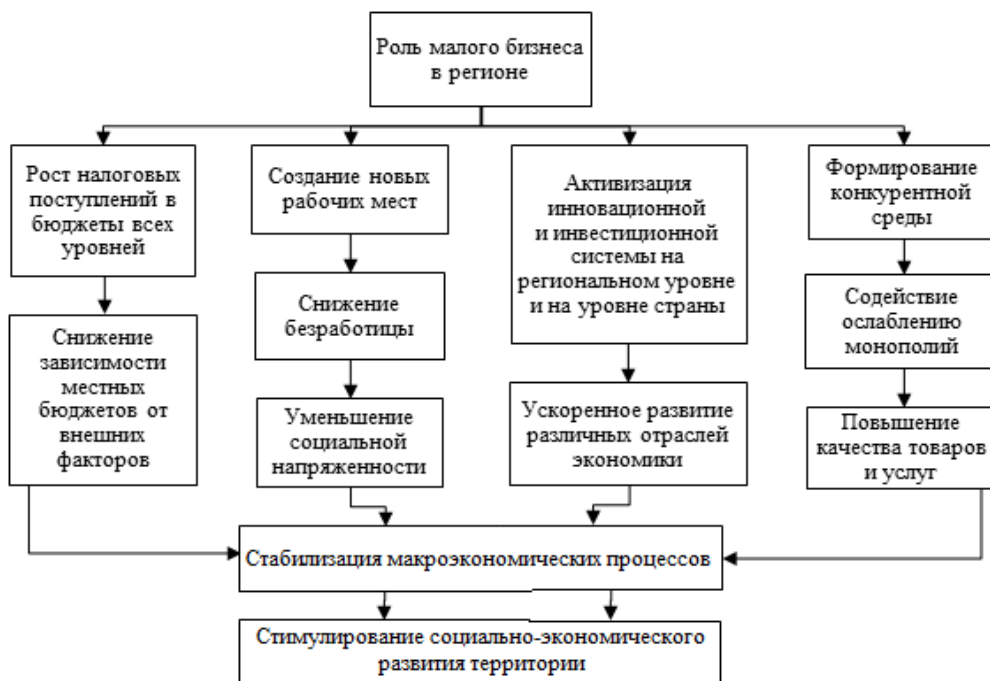 Роль малого бизнеса
в регионе
Рост налоговых
поступлений в
бюджеты всех
уровней
Снижение
зависимости
местных
бюджетов от
внешних
факторов
Создание новых
рабочих мест
Снижение
безработицы
Уменьшение
социальной
напряженности
Активизация
инновационной
и инвестиционной
системы на
региональном уровне
и на уровне страны
Ускоренное развитие
различных отраслей
экономики
Формирование
конкурентной
среды
Содействие
ослаблению
монополий
Повышение
качества товаров
и услуг
Стабилизация макроэкономических процессов
Стимулирование социально-экономического
развития территории